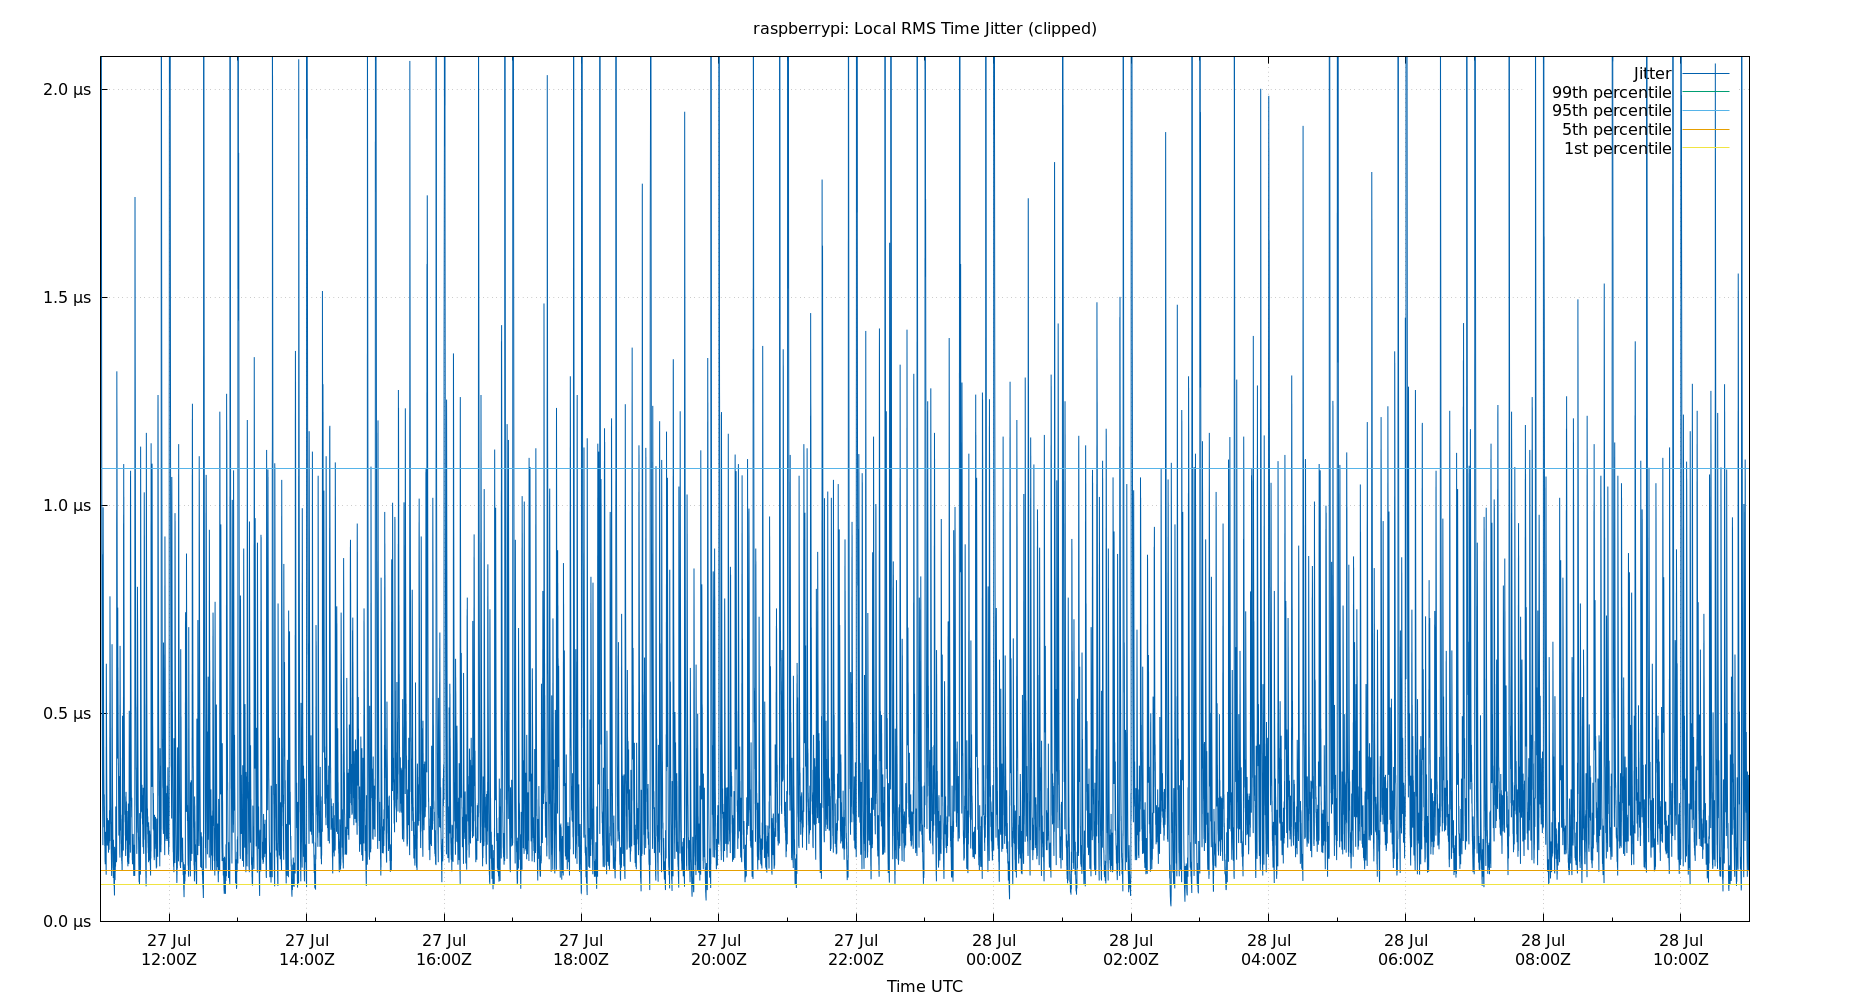 raspberrypi: Local RMS Time Jitter (clipped)
2.0 µs
1.5 µs
1.0 µs
0.5 µs
0.0 µs
Jitter
99th percentile
95th percentile
5th percentile
1st percentile
27 Jul 27 Jul 27 Jul 27 Jul 27 Jul 27 Jul 28 Jul 28 Jul 28 Jul 28 Jul 28 Jul 28 Jul
12:00Z 14:00Z 16:00Z 18:00Z 20:00Z 22:00Z 00:00Z 02:00Z 04:00Z 06:00Z 08:00Z 10:00Z
Time UTC